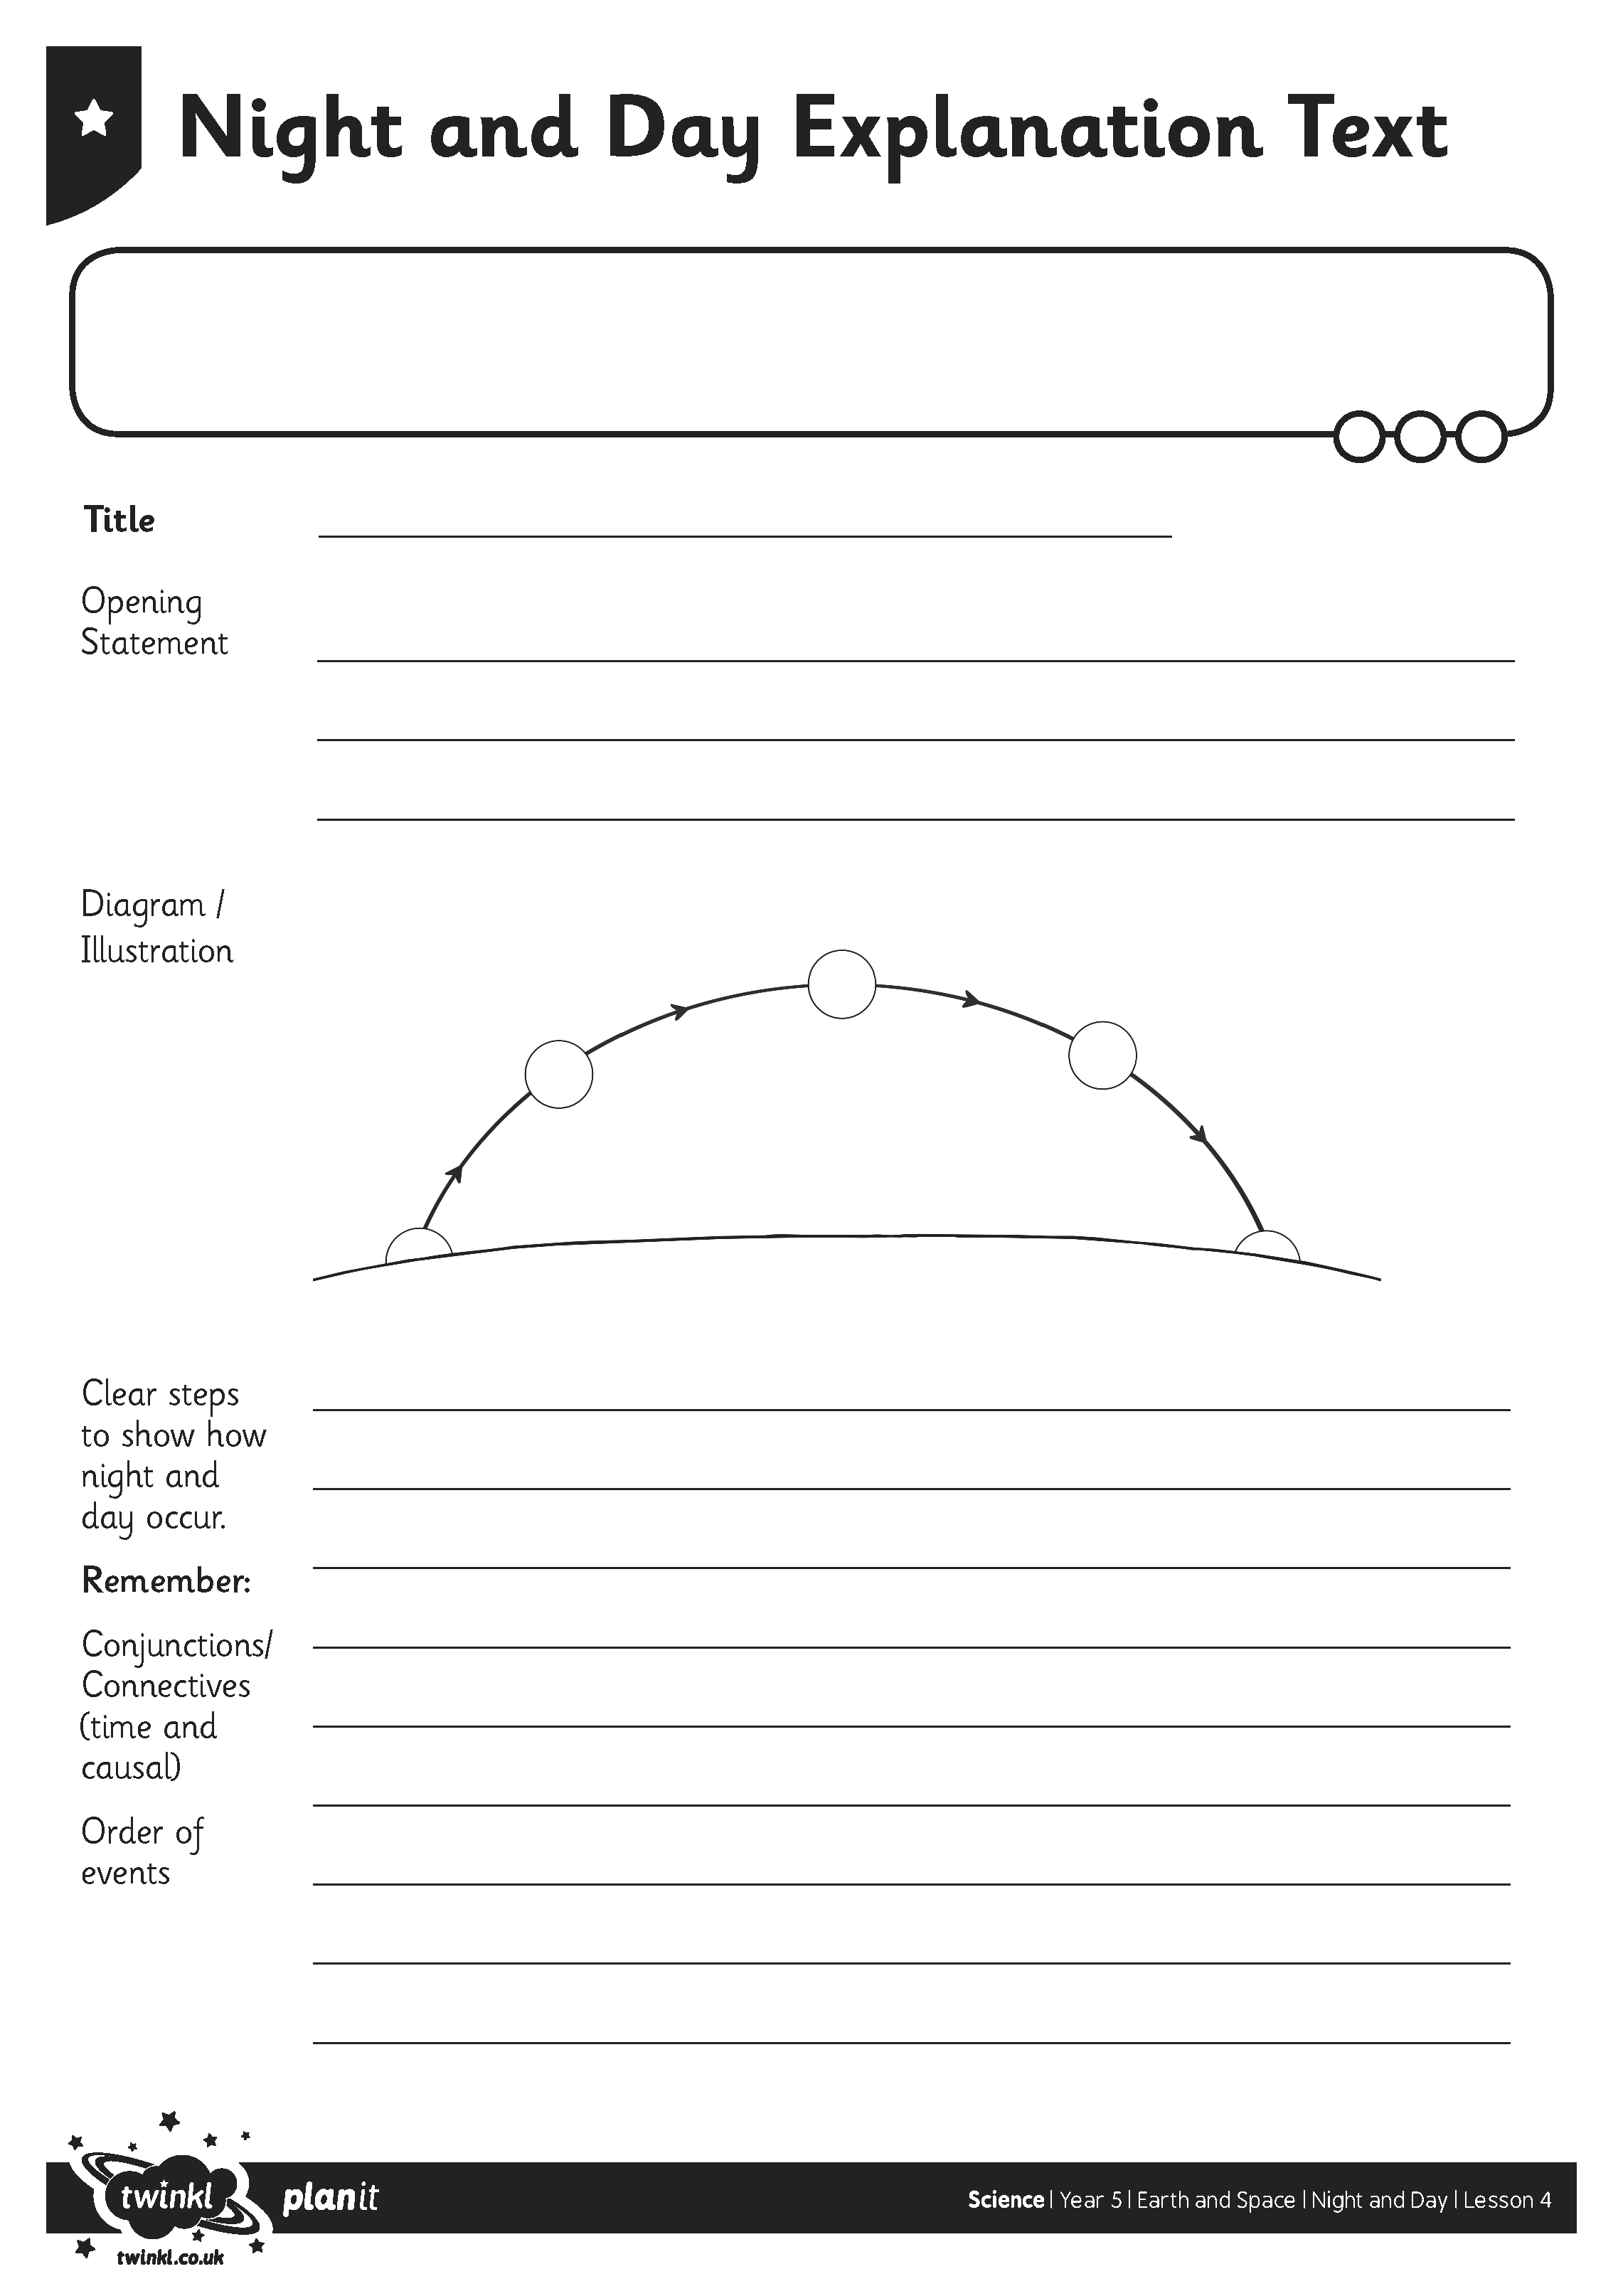 Night and Day Explanation Text
Title
Opening
Statement
Diagram /
Illustration
Clear steps
to show how
night and
day occur.
Remember:
Conjunctions/
Connectives
(time and
causal)
Order of
events
twinkl
planit
Science | Year 5 | Earth and Space | Night and Day | Lesson 4
twinkl.co.uk